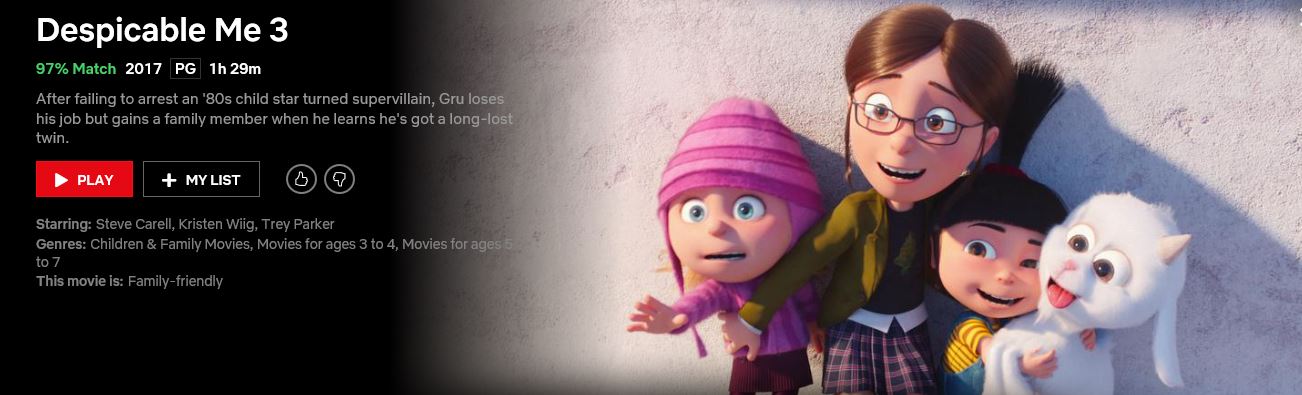 Despicable Me 3
97% Match 2017 PG 1h 29m
After failing to arrest an '80s child star turned supervillain, Gru loses
his job but gains a family member when he learns he's got a long-lost
twin.
PLAY MY LIST
Starring: Steve Carell, Kristen Wiig, Trey Parker
Genres: Children & Family Movies, Movies for ages 3 to 4, Movies for ages 5
to 7
This movie is: Family-friendly